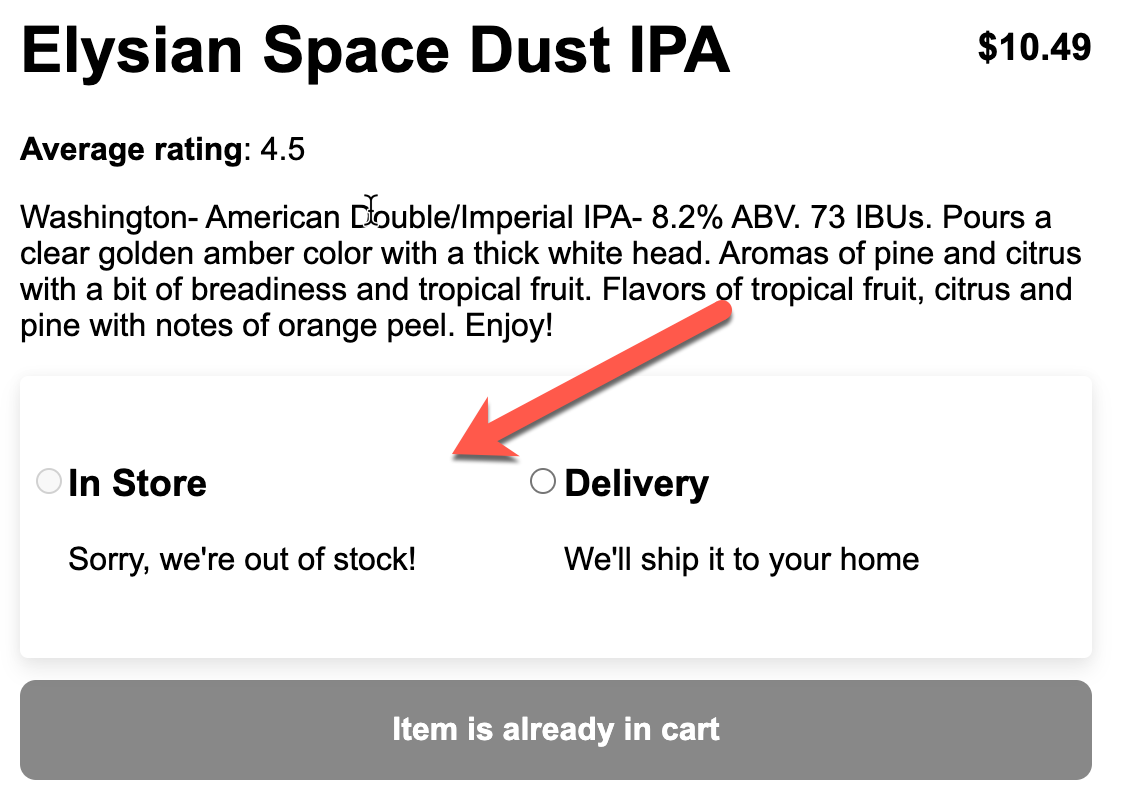 Elysian Space Dust IPA
$10.49
Average rating: 4.5
Washington- American Double/Imperial IPA- 8.2% ABV. 73 IBUs. Pours a
clear golden amber color with a thick white head. Aromas of pine and citrus
with a bit of breadiness and tropical fruit. Flavors of tropical fruit, citrus and
pine with notes of orange peel. Enjoy!
In Store
Delivery
Sorry, we're out of stock!
We'll ship it to your home
Item is already in cart